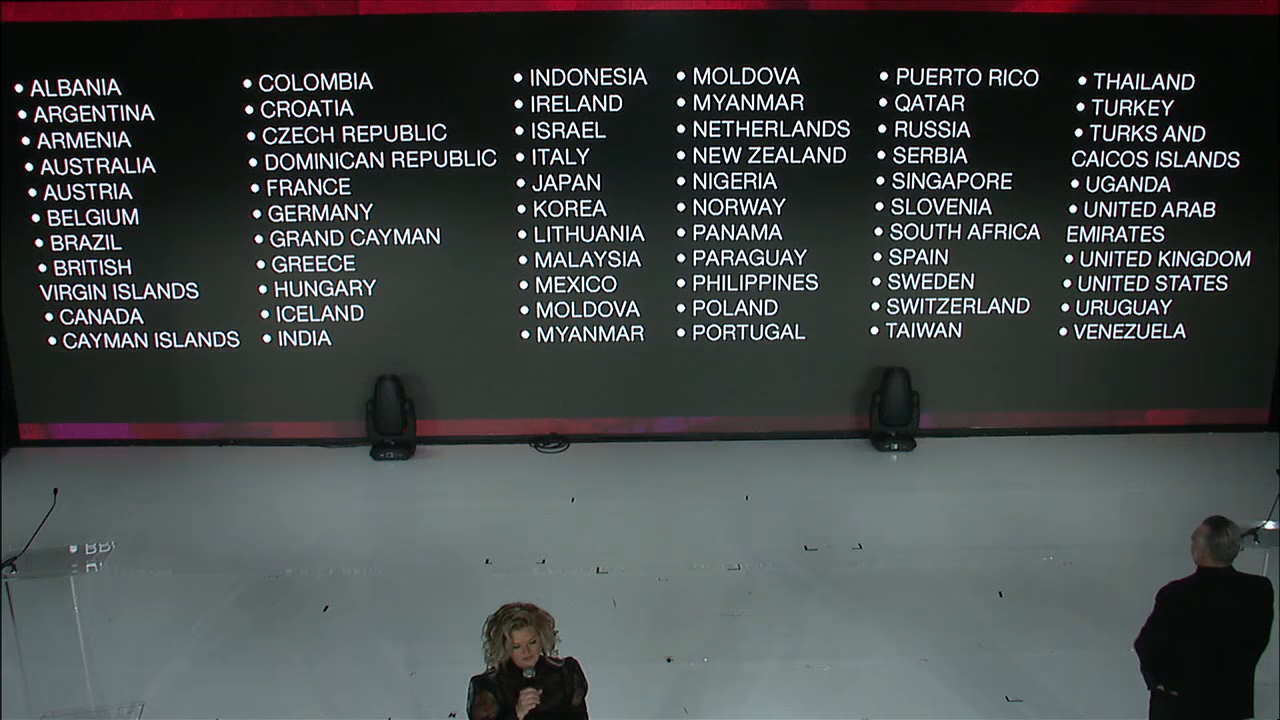 • ALBANIA
• ARGENTINA
• ARMENIA
• AUSTRALIA
• AUSTRIA
• BELGIUM
• BRAZIL
• BRITISH
VIRGIN ISLANDS
• CANADA
• CAYMAN ISLANDS
• COLOMBIA
• CROATIA
• CZECH REPUBLIC
• DOMINICAN REPUBLIC
• FRANCE
• GERMANY
• GRAND CAYMAN
• GREECE
• HUNGARY
• ICELAND
• INDIA
• INDONESIA
• IRELAND
• ISRAEL
• ITALY
• JAPAN
• KOREA
• LITHUANIA
• MALAYSIA
• MEXICO
• MOLDOVA
• MYANMAR
• MOLDOVA
• MYANMAR
• NETHERLANDS
• NEW ZEALAND
• NIGERIA
• NORWAY
• PANAMA
• PARAGUAY
• PHILIPPINES
• POLAND
• PORTUGAL
• PUERTO RICO
• QATAR
• RUSSIA
• SERBIA
• SINGAPORE
• SLOVENIA
• SOUTH AFRICA
• SPAIN
• SWEDEN
• SWITZERLAND
• TAIWAN
• THAILAND
• TURKEY
• TURKS AND
CAICOS ISLANDS
• UGANDA
• UNITED ARAB
EMIRATES
• UNITED KINGDOM
• UNITED STATES
• URUGUAY
• VENEZUELA